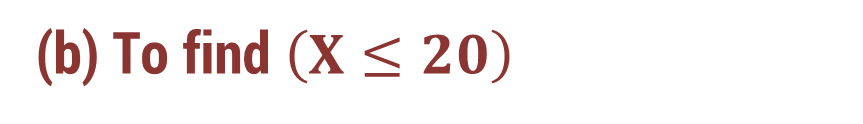 (b) To find (X ≤ 20)